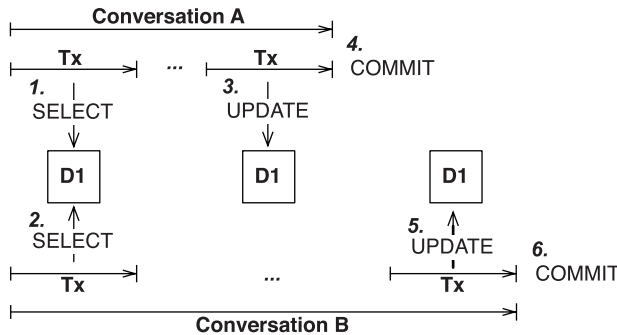 Conversation A
Tx ... Tx 4.
COMMIT
1. 3.
SELECT UPDATE
D1 D1 D1
2. 5. 6.
SELECT UPDATE
Tx ... Tx COMMIT
Conversation B